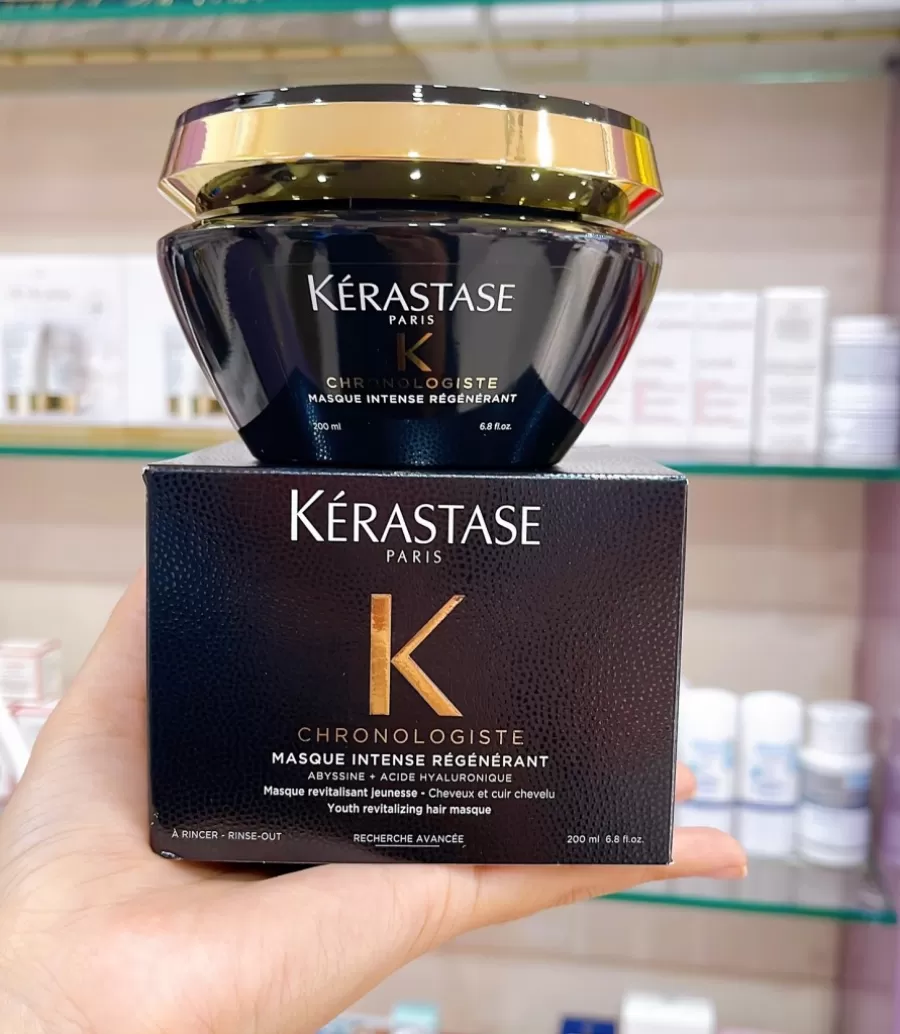 KÉRASTASE
PARIS
K
CHRONOLOGISTE
MASQUE INTENSE RÉGÉNÉRANT
200 ml 6.8 fl.oz.
KÉRASTASE
PARIS
K
CHRONOLOGISTE
MASQUE INTENSE RÉGÉNÉRANT
ABYSSINE + ACIDE HYALURONIQUE
Masque revitalisant jeunesse - Cheveux et cuir chevelu
Youth revitalizing hair masque
À RINCER - RINSE-OUT RECHERCHE AVANCÉE 200 ml 6.8 fl.oz.